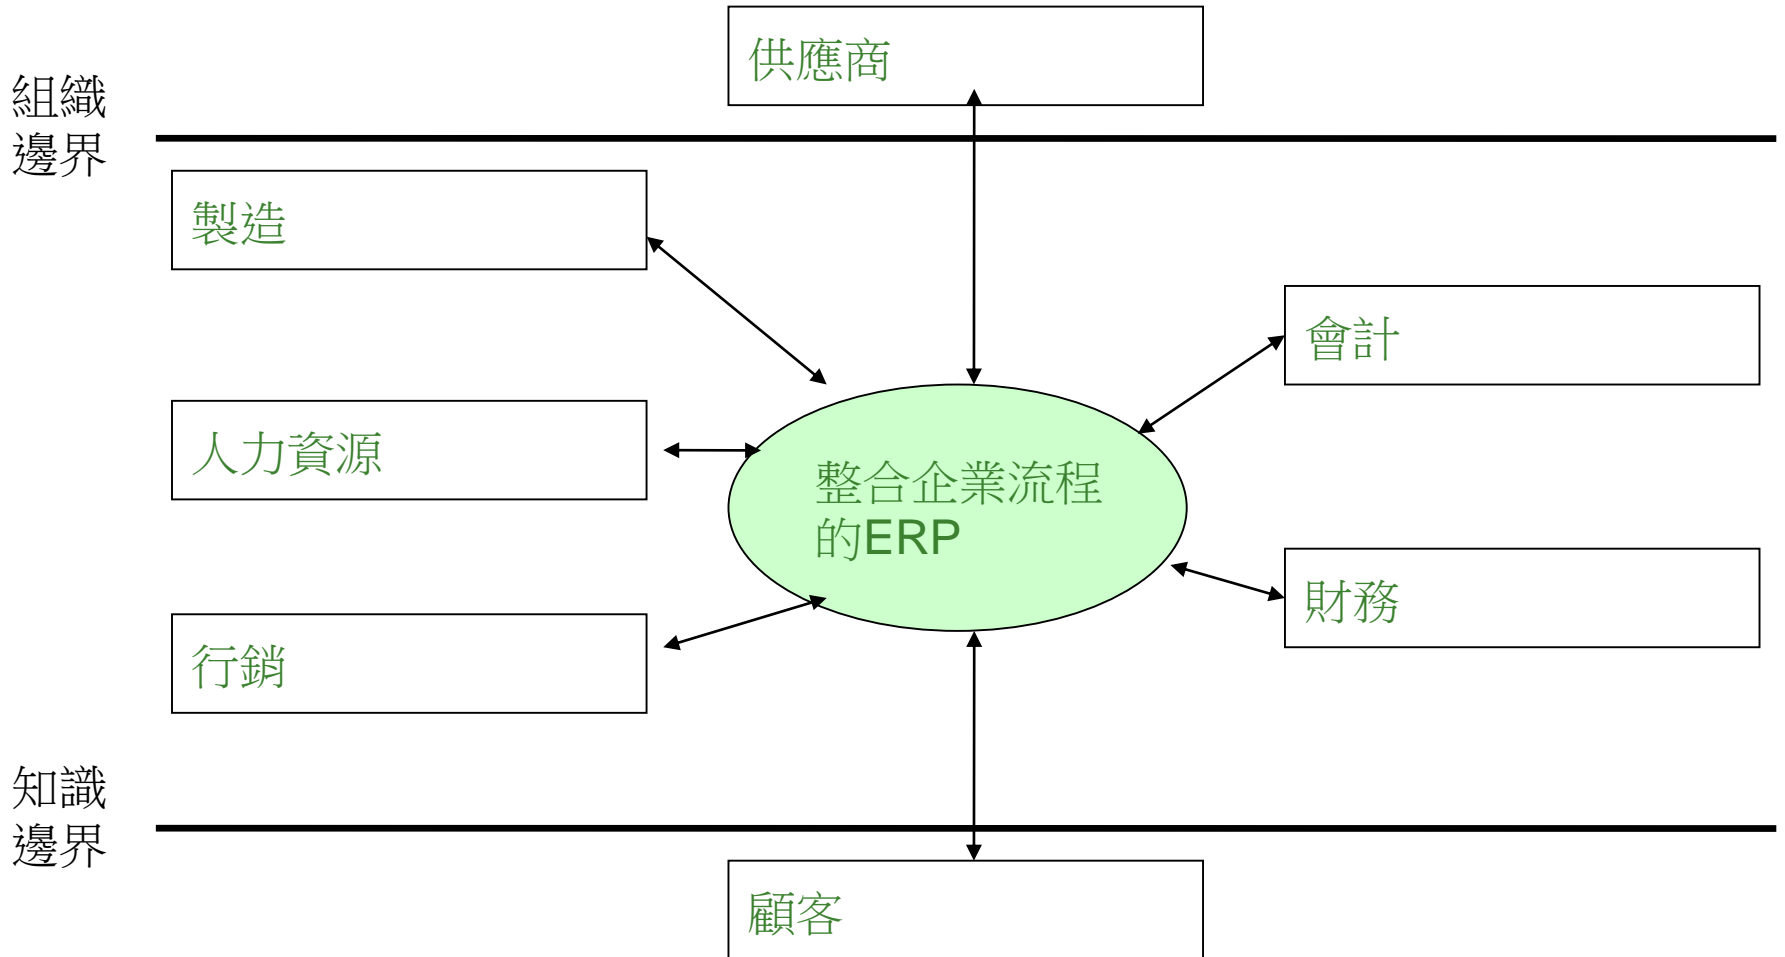 供應商
組織
邊界
製造
會計
人力資源
整合企業流程
的ERP
財務
行銷
知識
邊界
顧客